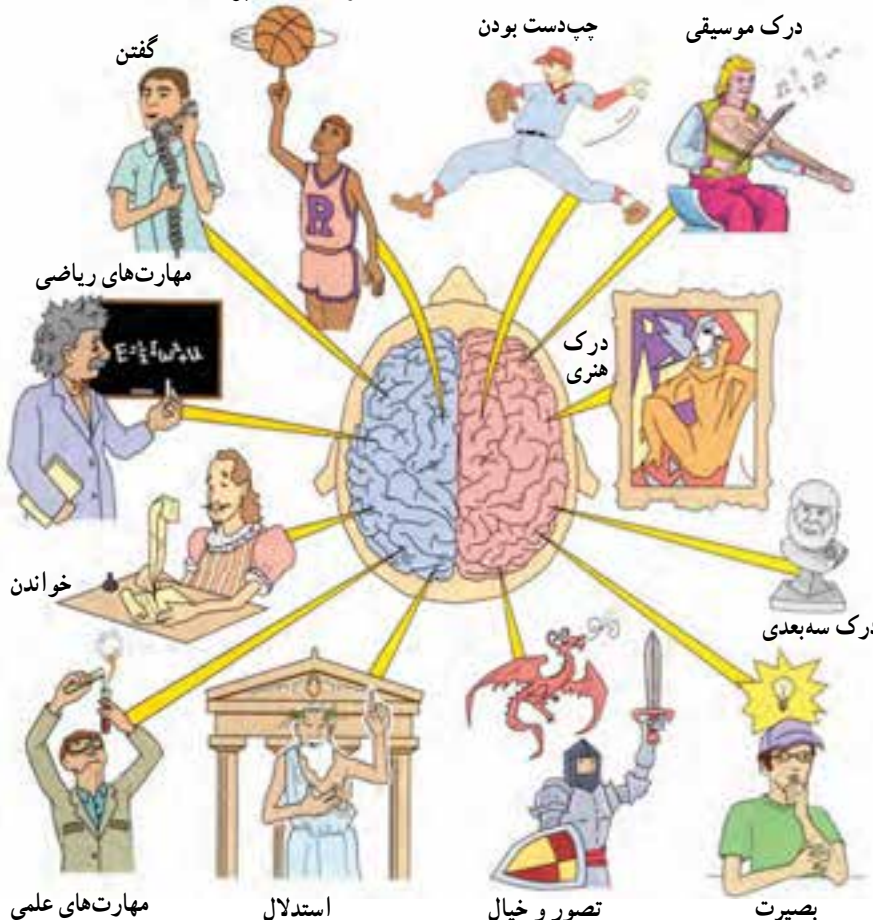 درک موسیقی
چپ‌دست بودن
گفتن
R
مهارت‌های ریاضی
درک
هنری
خواندن
درک سه‌بعدی
مهارت‌های علمی
استدلال
تصور و خیال
بصیرت